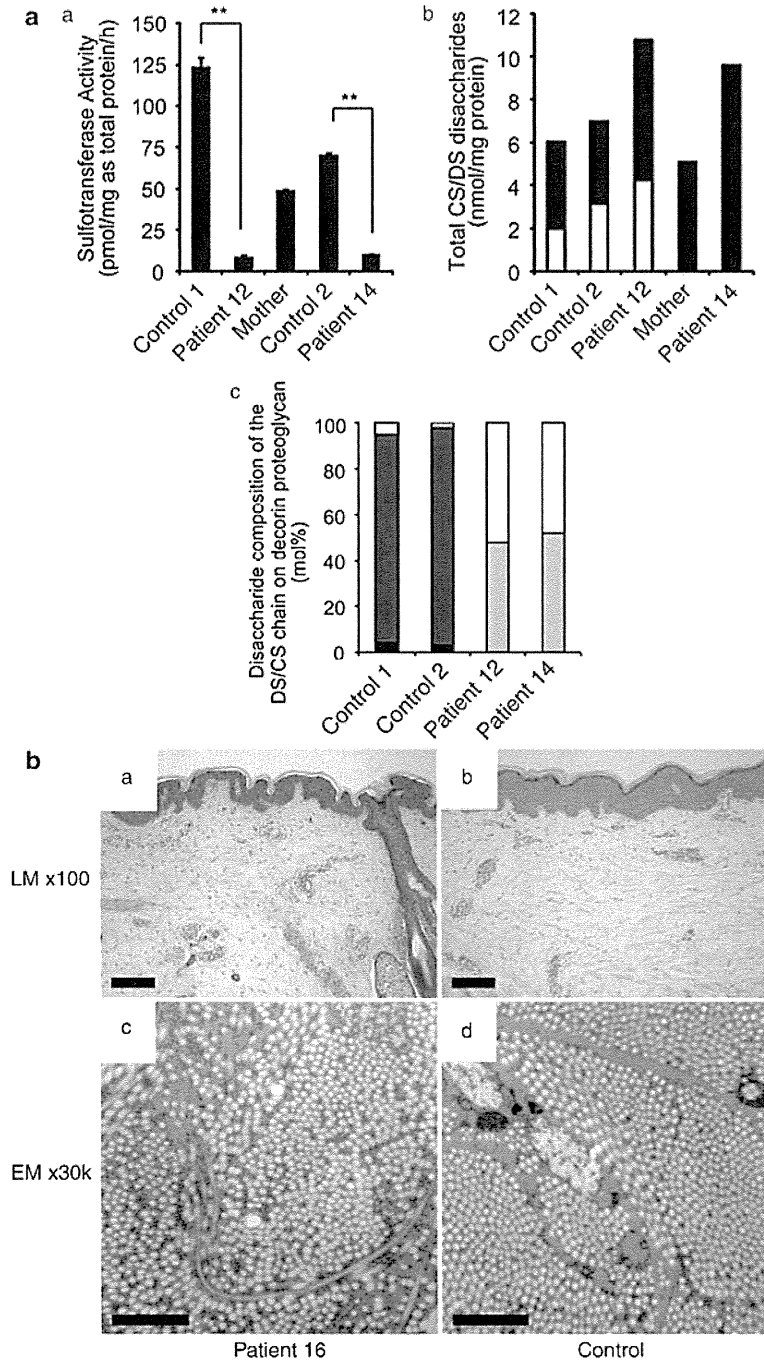 a
a
Sulfotransferase Activity
(pmol/mg as total protein/h)
150
125
100
75
50
25
0
**
**
Control 1
Patient 12
Mother
Control 2
Patient 14
b
Total CS/DS disaccharides
(nmol/mg protein)
12
10
8
6
4
2
0
Control 1
Control 2
Patient 12
Mother
Patient 14
c
Disaccharide composition of the
DS/CS chain on decorin proteoglycan
(mol%)
100
80
60
40
20
0
Control 1
Control 2
Patient 12
Patient 14
b
a
b
LM x100
c
d
EM x30k
Patient 16
Control